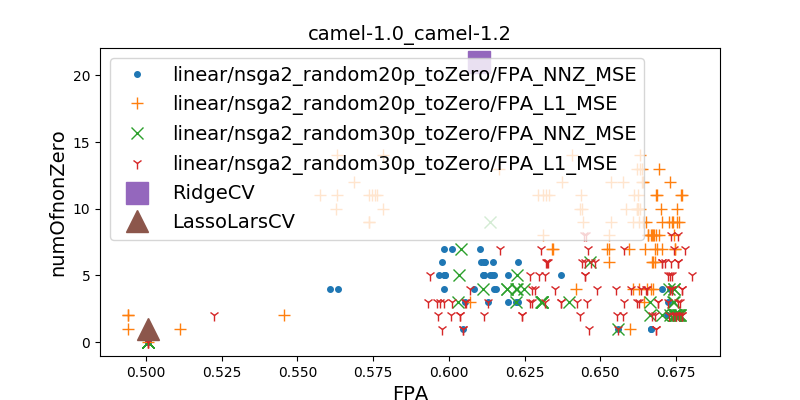 camel-1.0_camel-1.2
linear/nsga2_random20p_toZero/FPA_NNZ_MSE
linear/nsga2_random20p_toZero/FPA_L1_MSE
linear/nsga2_random30p_toZero/FPA_NNZ_MSE
linear/nsga2_random30p_toZero/FPA_L1_MSE
RidgeCV
LassoLarsCV
numOfnonZero
20
15
10
5
0
0.500 0.525 0.550 0.575 0.600 0.625 0.650 0.675
FPA